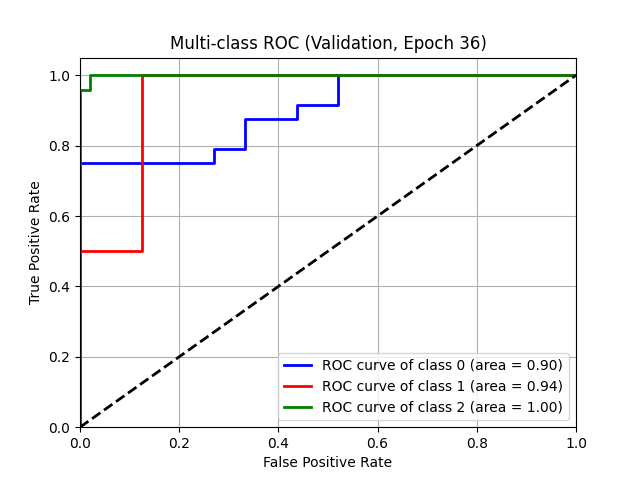 Multi-class ROC (Validation, Epoch 36)
True Positive Rate
1.0
0.8
0.6
0.4
0.2
0.0
ROC curve of class 0 (area = 0.90)
ROC curve of class 1 (area = 0.94)
ROC curve of class 2 (area = 1.00)
0.0 0.2 0.4 0.6 0.8 1.0
False Positive Rate